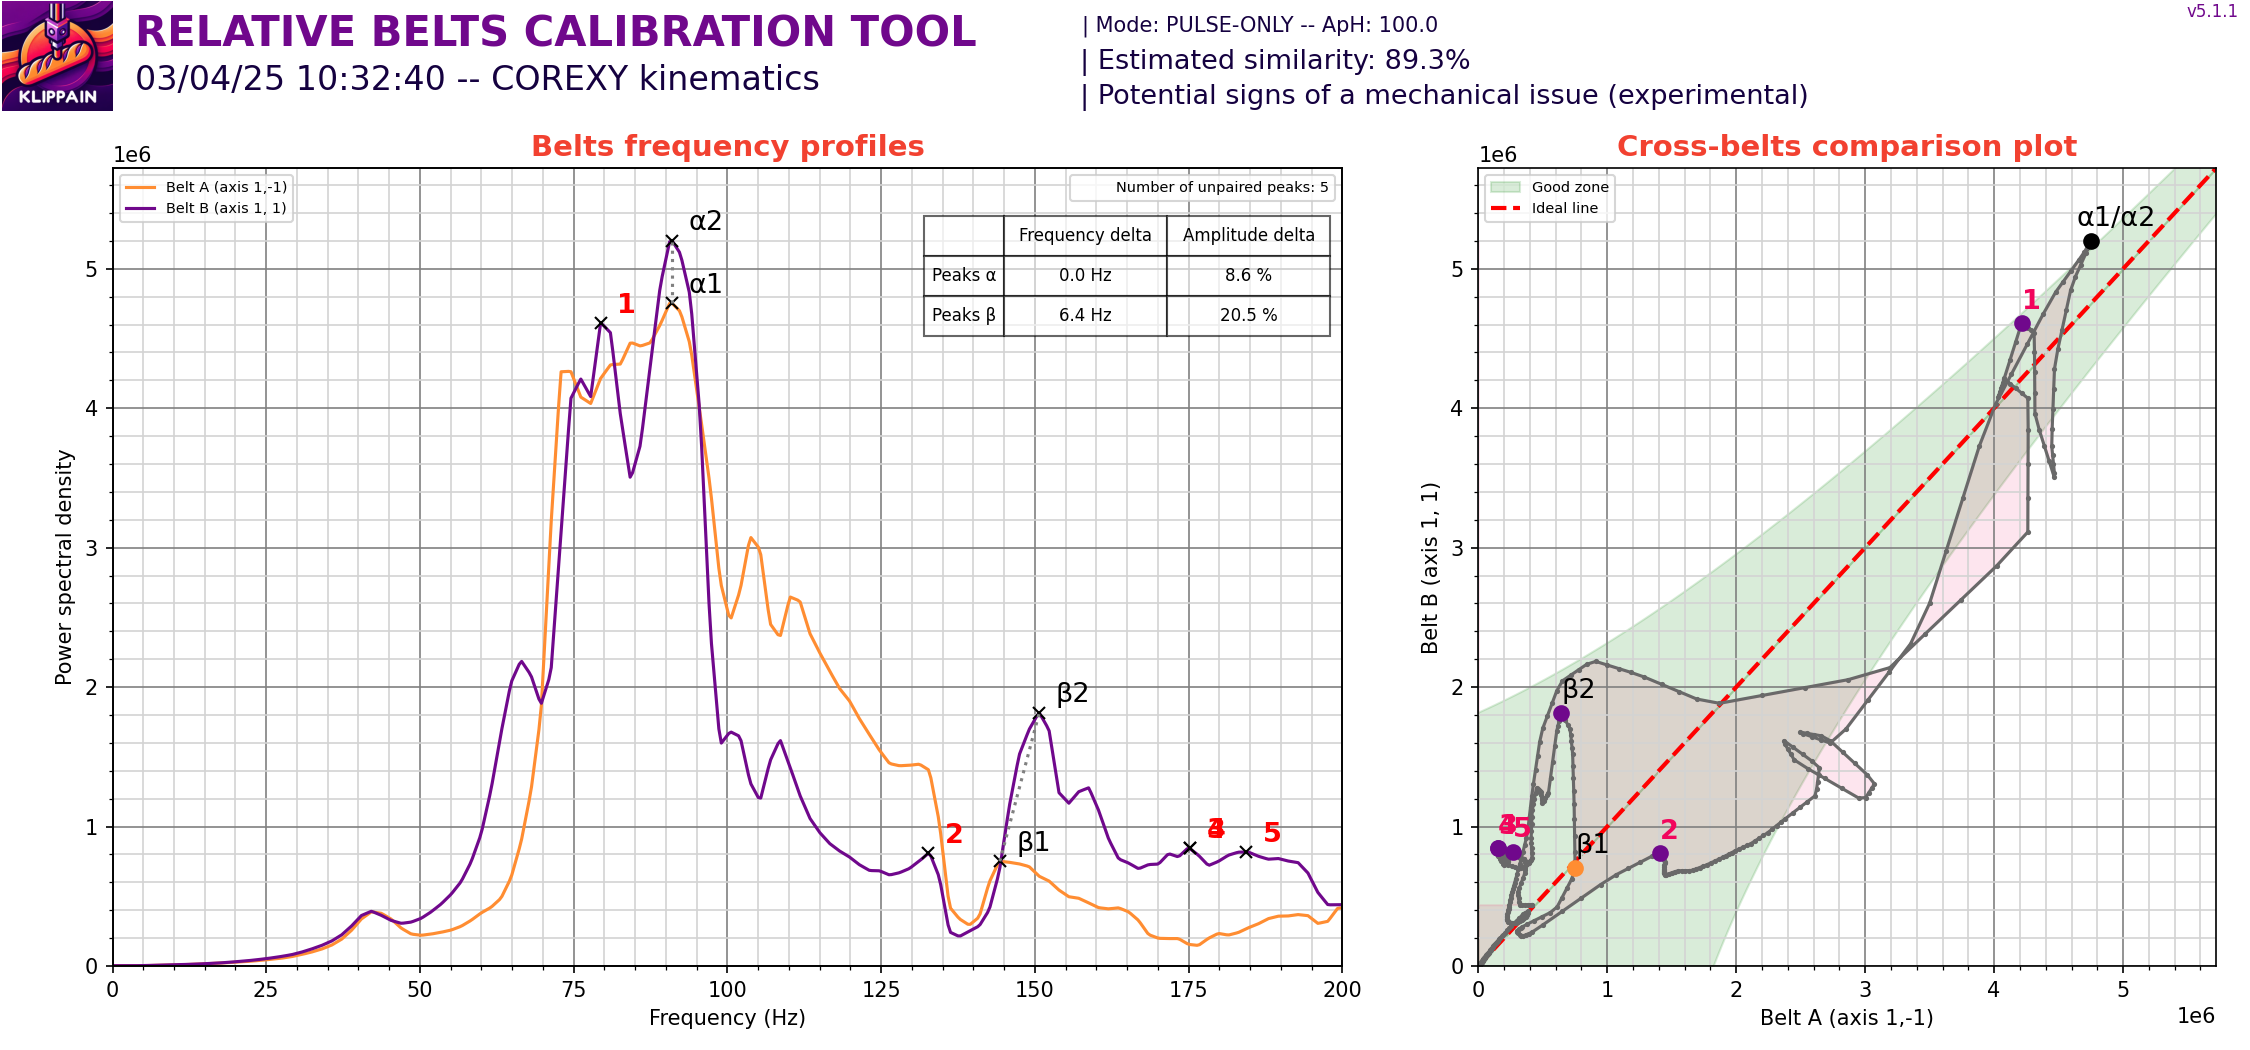 KLIPPAIN
RELATIVE BELTS CALIBRATION TOOL
03/04/25 10:32:40 -- COREXY kinematics
| Mode: PULSE-ONLY -- ApH: 100.0
| Estimated similarity: 89.3%
| Potential signs of a mechanical issue (experimental)
v5.1.1
Belts frequency profiles
1e6
Belt A (axis 1,-1)
Belt B (axis 1, 1)
Number of unpaired peaks: 5
Frequency delta Amplitude delta
Peaks α 0.0 Hz 8.6 %
Peaks β 6.4 Hz 20.5 %
α2
α1
1
β2
β1
2
5
Power spectral density
5
4
3
2
1
0
0 25 50 75 100 125 150 175 200
Frequency (Hz)
Cross-belts comparison plot
1e6
Good zone
Ideal line
α1/α2
1
β2
β1
2
5
Belt B (axis 1, 1)
5
4
3
2
1
0
0 1 2 3 4 5
Belt A (axis 1,-1)
1e6